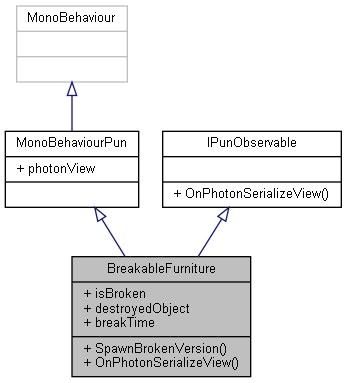 MonoBehaviour
MonoBehaviourPun
+ photonView
IPunObservable
+ OnPhotonSerializeView()
BreakableFurniture
+ isBroken
+ destroyedObject
+ breakTime
+ SpawnBrokenVersion()
+ OnPhotonSerializeView()